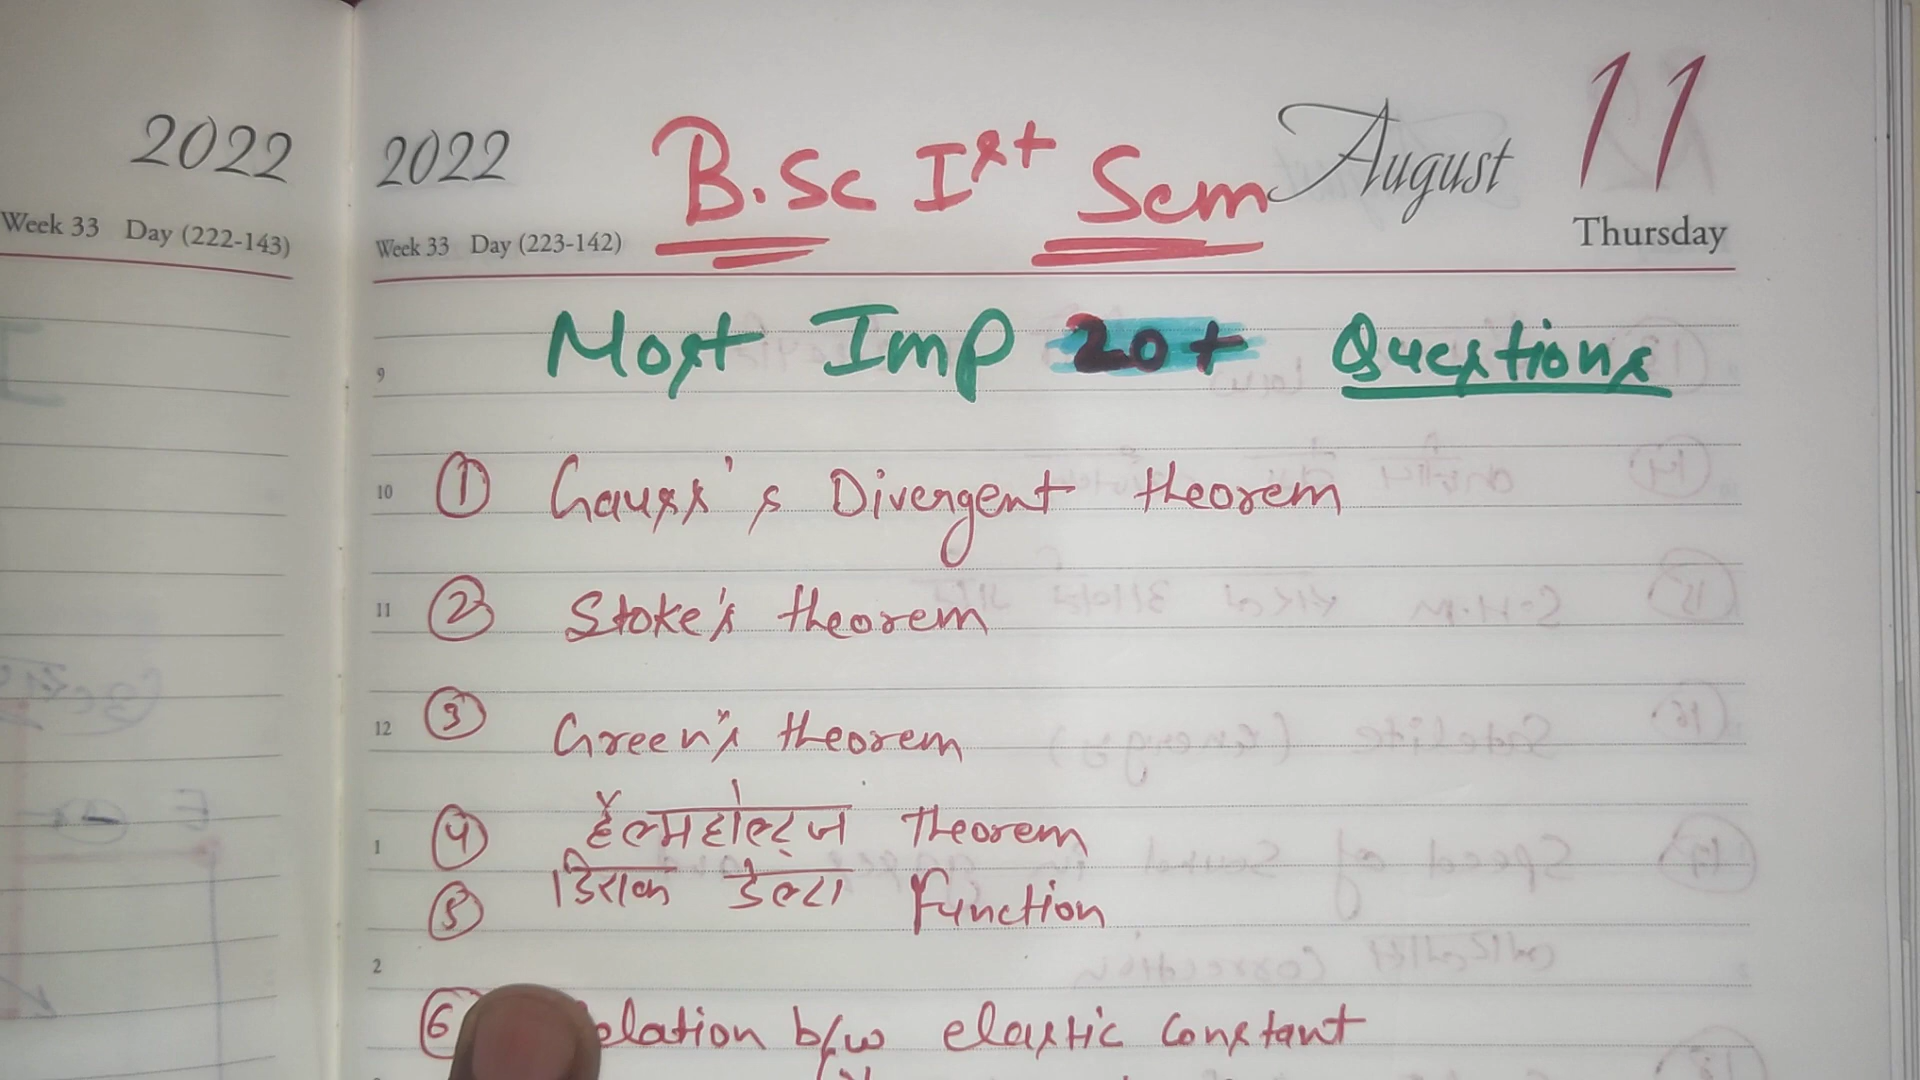 2022
Week 33 Day (222-143)
2022 B.Sc Ist Sem August 11
Week 33 Day (223-142) Thursday
Most Imp 20+ Questions
9
10 ① Gauss's Divergent theorem
11 ② Stoke's theorem
12 ③ Green's theorem
1 ④ हेल्महोल्ट्ज theorem
⑤ डिराक डेल्टा Function
2
⑥ elation b/w elastic constant